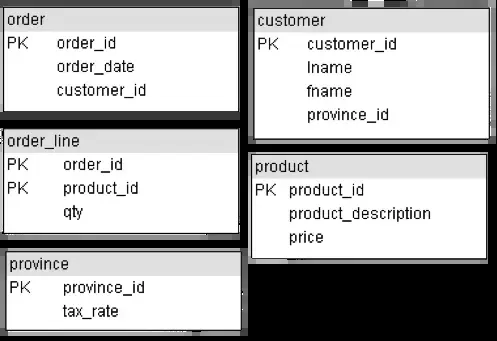 order
PK order_id
order_date
customer_id
customer
PK customer_id
lname
fname
province_id
order_line
PK order_id
PK product_id
qty
product
PK product_id
product_description
price
province
PK province_id
tax_rate